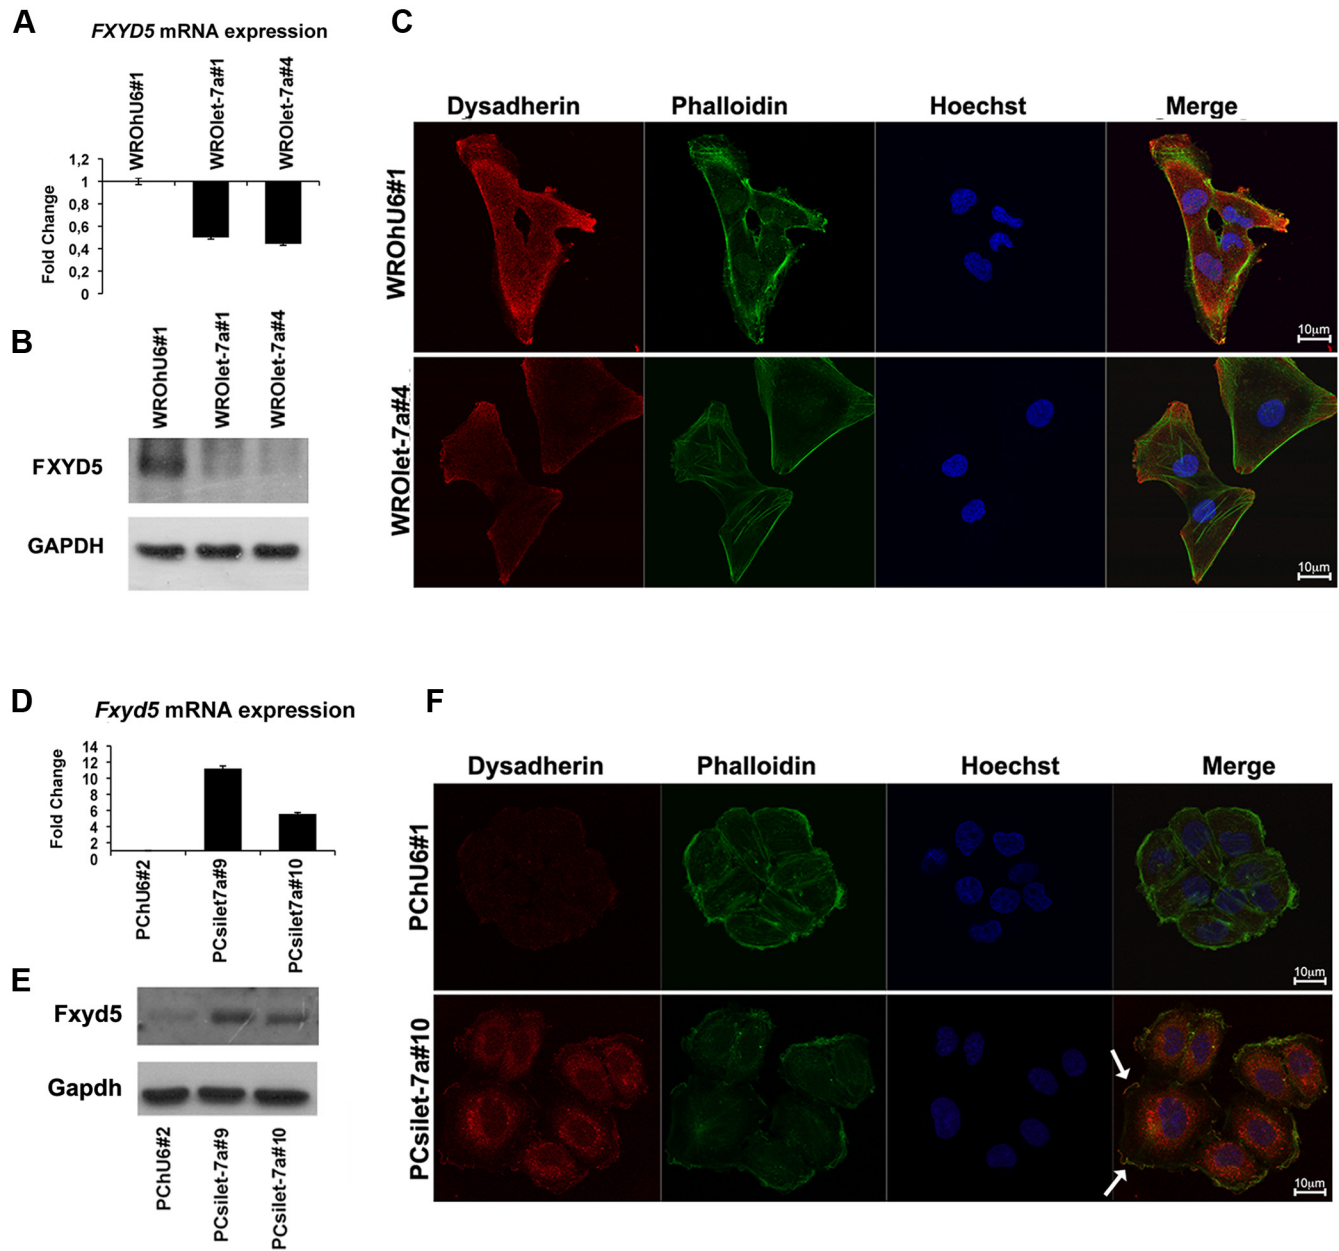 A
FXYD5 mRNA expression
WROhU6#1
WROlet-7a#1
WROlet-7a#4
Fold Change
1,2
1
0,8
0,6
0,4
0,2
0
B
WROhU6#1
WROlet-7a#1
WROlet-7a#4
FXYD5
GAPDH
C
Dysadherin
Phalloidin
Hoechst
Merge
WROhU6#1
10µm
WROlet-7a#4
10µm
D
Fxyd5 mRNA expression
Fold Change
14
12
10
8
6
4
2
0
PChU6#2
PCsilet7a#9
PCsilet7a#10
E
Fxyd5
Gapdh
PChU6#2
PCsilet-7a#9
PCsilet-7a#10
F
Dysadherin
Phalloidin
Hoechst
Merge
PChU6#1
10µm
PCsilet-7a#10
10µm